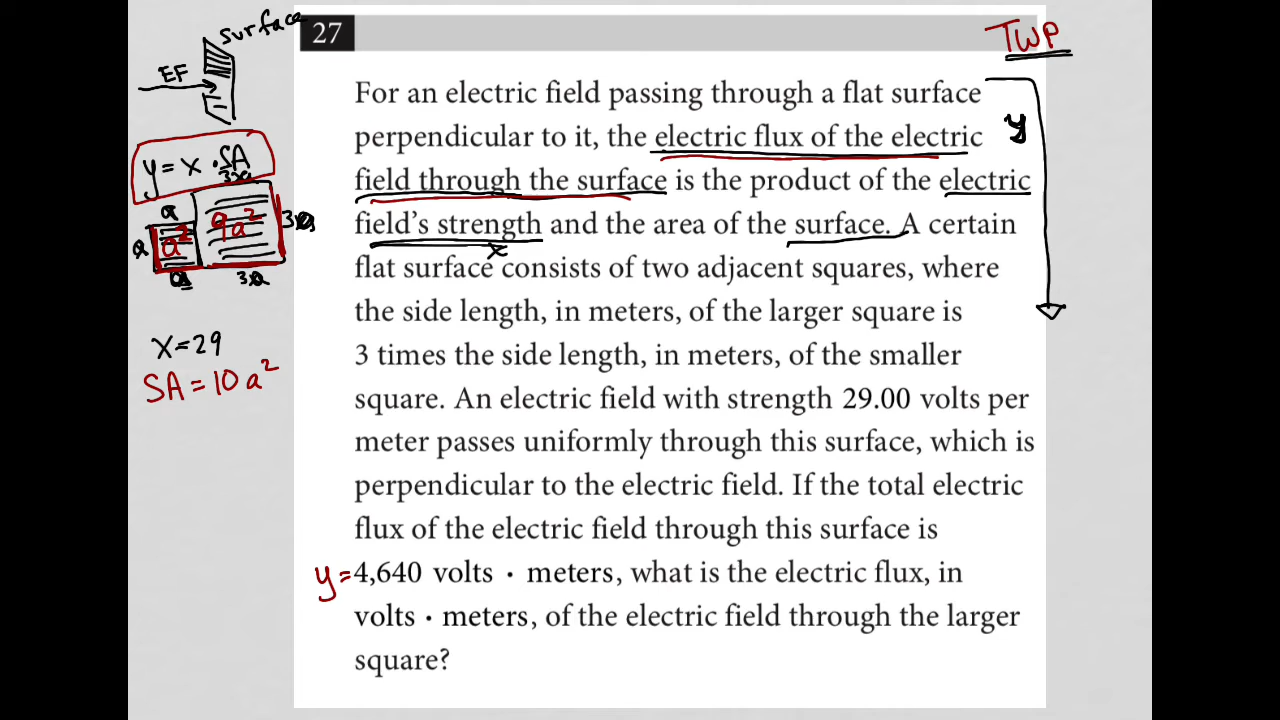 surface
27
TWP
EF
For an electric field passing through a flat surface
perpendicular to it, the electric flux of the electric
field through the surface is the product of the electric
field's strength and the area of the surface. A certain
flat surface consists of two adjacent squares, where
the side length, in meters, of the larger square is
3 times the side length, in meters, of the smaller
square. An electric field with strength 29.00 volts per
meter passes uniformly through this surface, which is
perpendicular to the electric field. If the total electric
flux of the electric field through this surface is
4,640 volts · meters, what is the electric flux, in
volts · meters, of the electric field through the larger
square?
y
x
y = x · SA
3a
a
9a²
3a
a
a²
a
3a
x=29
SA = 10a²
y=